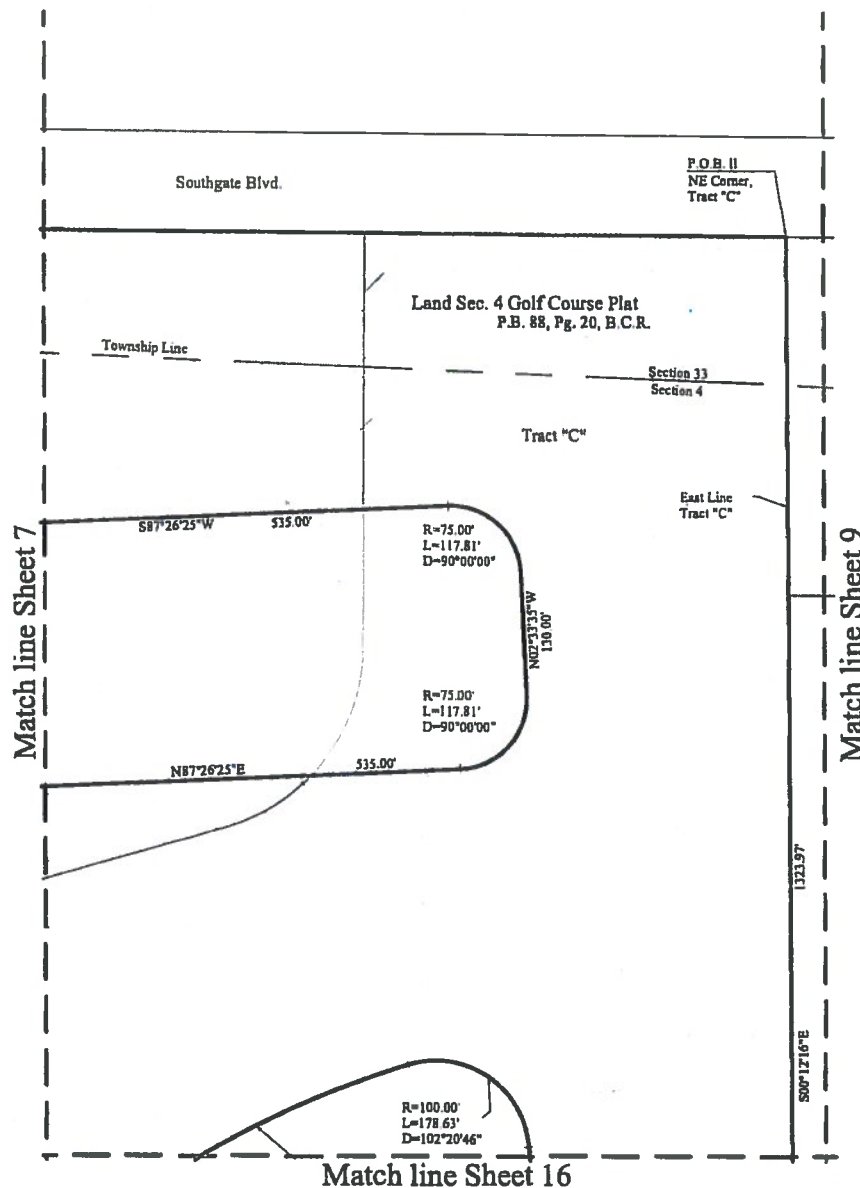 Southgate Blvd.
P.O.B. II
NE Corner,
Tract "C"
Land Sec. 4 Golf Course Plat
P.B. 88, Pg. 20, B.C.R.
Township Line
Section 33
Section 4
Tract "C"
East Line
Tract "C"
S87°26'25"W 535.00'
R=75.00'
L=117.81'
D=90°00'00"
N02°33'35"W
130.00'
Match line Sheet 7
Match line Sheet 9
R=75.00'
L=117.81'
D=90°00'00"
N87°26'25"E 535.00'
1323.97'
S00°12'16"E
R=100.00'
L=178.63'
D=102°20'46"
Match line Sheet 16